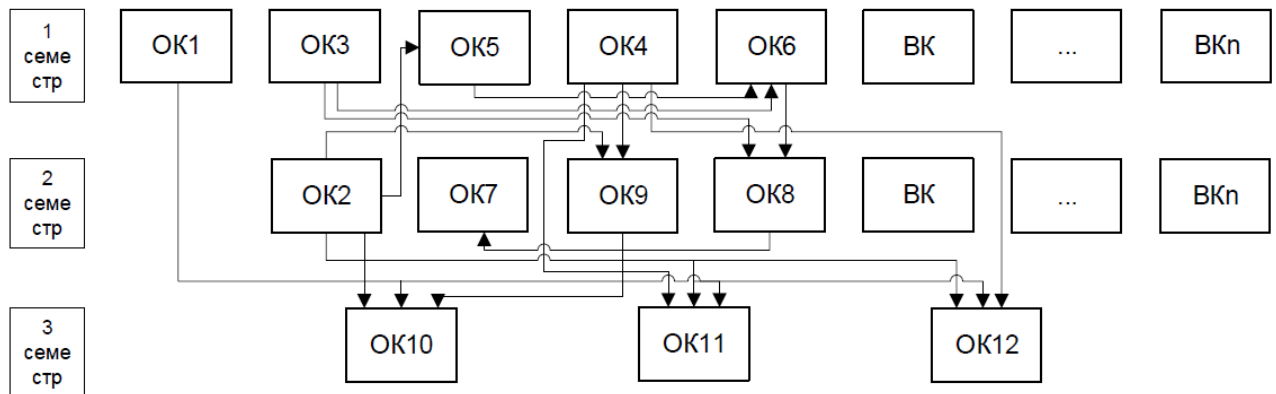 1
семе
стр
ОК1
ОК3
ОК5
ОК4
ОК6
ВК
...
ВКn
2
семе
стр
ОК2
ОК7
ОК9
ОК8
ВК
...
ВКn
3
семе
стр
ОК10
ОК11
ОК12